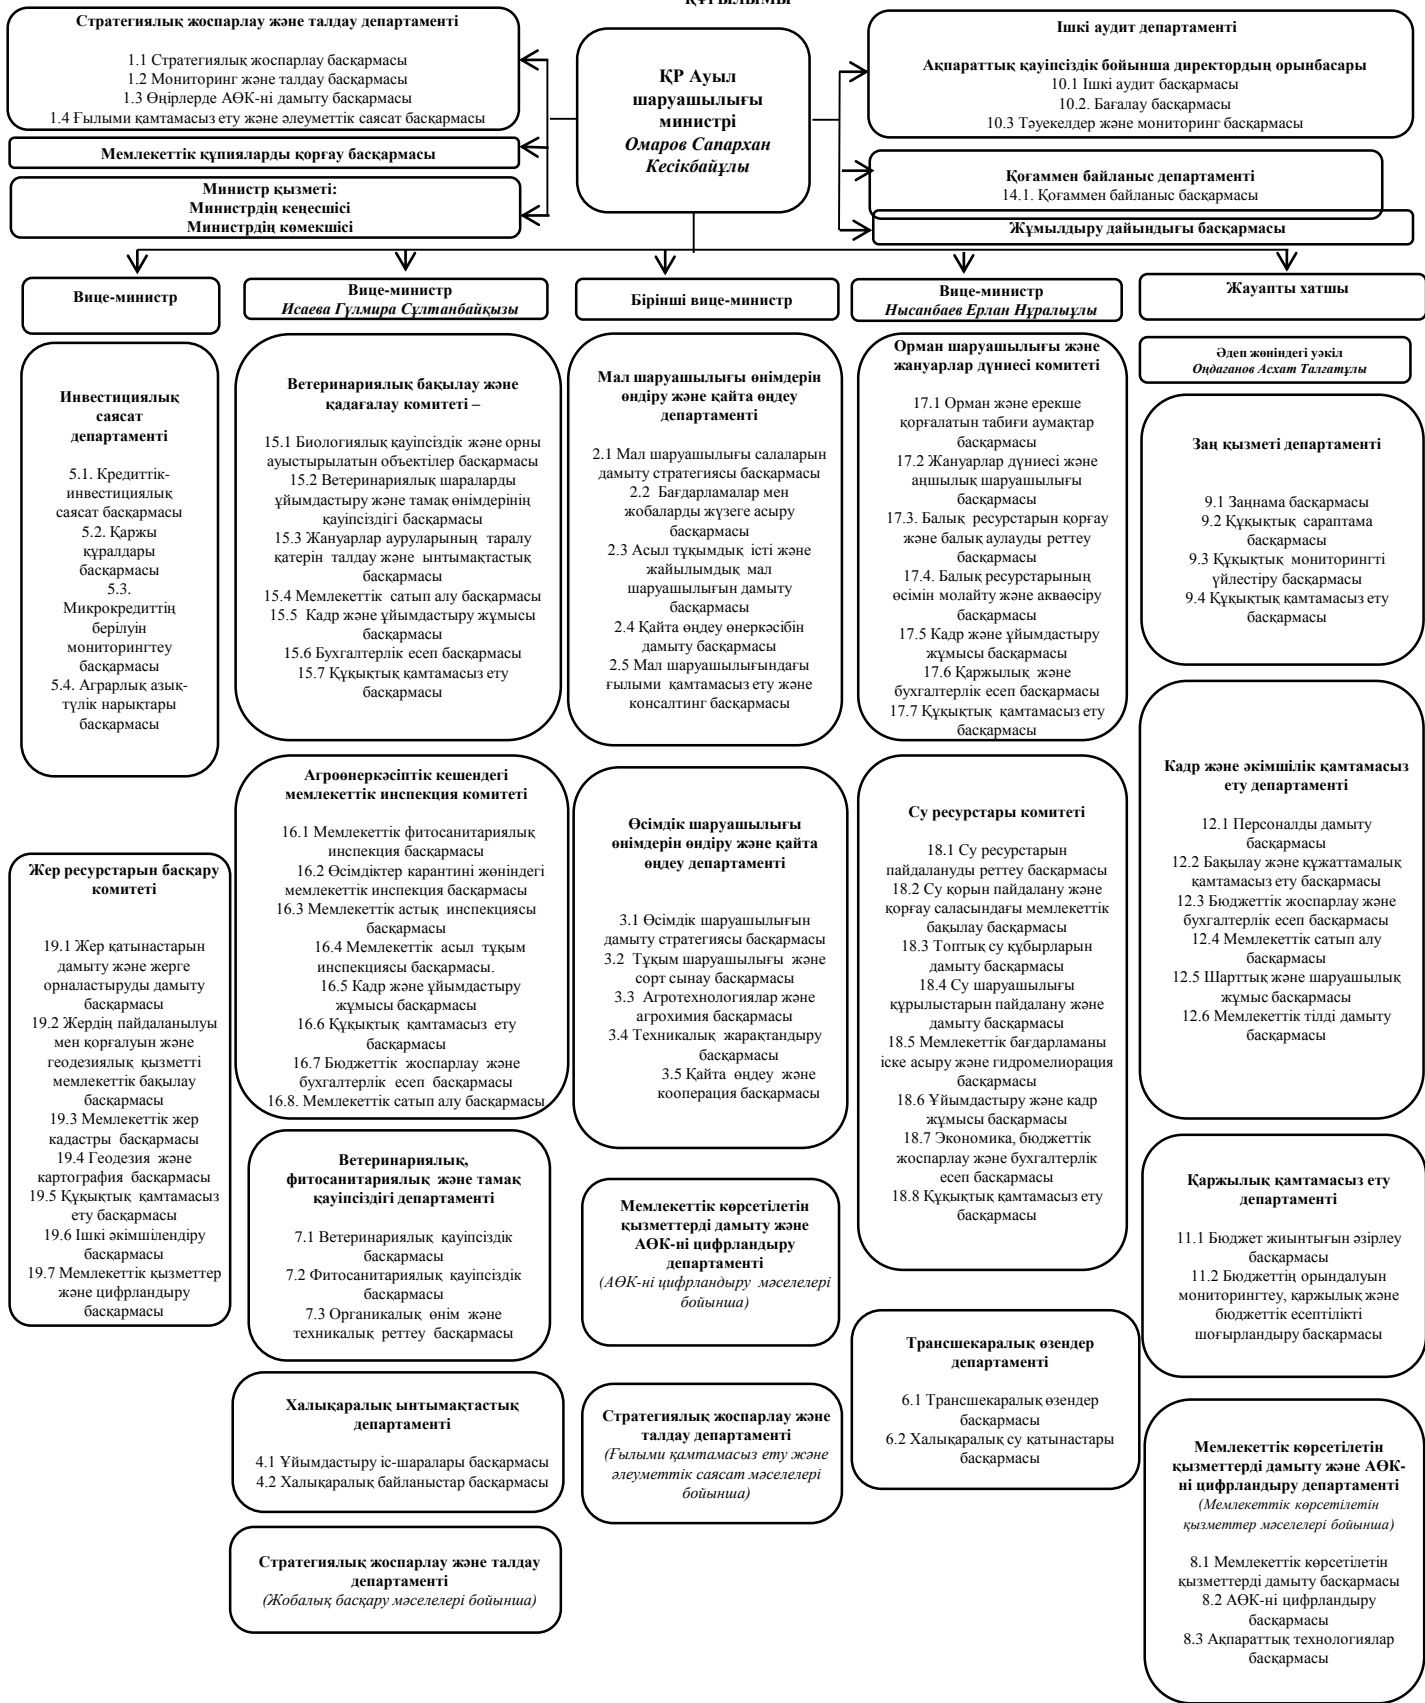 ҚҰРЫЛЫМЫ
Стратегиялық жоспарлау және талдау департаменті
1.1 Стратегиялық жоспарлау басқармасы
1.2 Мониторинг және талдау басқармасы
1.3 Өңірлерде АӨК-ні дамыту басқармасы
1.4 Ғылыми қамтамасыз ету және әлеуметтік саясат басқармасы
Мемлекеттік құпияларды қорғау басқармасы
Министр қызметі:
Министрдің кеңесшісі
Министрдің көмекшісі
ҚР Ауыл
шаруашылығы
министрі
Омаров Сапархан
Кесікбайұлы
Ішкі аудит департаменті
Ақпараттық қауіпсіздік бойынша директордың орынбасары
10.1 Ішкі аудит басқармасы
10.2. Бағалау басқармасы
10.3 Тәуекелдер және мониторинг басқармасы
Қоғаммен байланыс департаменті
14.1. Қоғаммен байланыс басқармасы
Жұмылдыру дайындығы басқармасы
Вице-министр
Инвестициялық
саясат
департаменті
5.1. Кредиттік-
инвестициялық
саясат басқармасы
5.2. Қаржы
құралдары
басқармасы
5.3.
Микрокредиттің
берілуін
мониторингтеу
басқармасы
5.4. Аграрлық азық-
түлік нарықтары
басқармасы
Жер ресурстарын басқару
комитеті
19.1 Жер қатынастарын
дамыту және жерге
орналастыруды дамыту
басқармасы
19.2 Жердің пайдаланылуы
мен қорғалуын және
геодезиялық қызметті
мемлекеттік бақылау
басқармасы
19.3 Мемлекеттік жер
кадастры басқармасы
19.4 Геодезия және
картография басқармасы
19.5 Құқықтық қамтамасыз
ету басқармасы
19.6 Ішкі әкімшілендіру
басқармасы
19.7 Мемлекеттік қызметтер
және цифрландыру
басқармасы
Вице-министр
Исаева Гүлмира Сұлтанбайқызы
Ветеринариялық бақылау және
қадағалау комитеті –
15.1 Биологиялық қауіпсіздік және орны
ауыстырылатын объектілер басқармасы
15.2 Ветеринариялық шараларды
ұйымдастыру және тамақ өнімдерінің
қауіпсіздігі басқармасы
15.3 Жануарлар ауруларының таралу
қатерін талдау және ынтымақтастық
басқармасы
15.4 Мемлекеттік сатып алу басқармасы
15.5 Кадр және ұйымдастыру жұмысы
басқармасы
15.6 Бухгалтерлік есеп басқармасы
15.7 Құқықтық қамтамасыз ету
басқармасы
Агроөнеркәсіптік кешендегі
мемлекеттік инспекция комитеті
16.1 Мемлекеттік фитосанитариялық
инспекция басқармасы
16.2 Өсімдіктер карантині жөніндегі
мемлекеттік инспекция басқармасы
16.3 Мемлекеттік астық инспекциясы
басқармасы
16.4 Мемлекеттік асыл тұқым
инспекциясы басқармасы.
16.5 Кадр және ұйымдастыру
жұмысы басқармасы
16.6 Құқықтық қамтамасыз ету
басқармасы
16.7 Бюджеттік жоспарлау және
бухгалтерлік есеп басқармасы
16.8. Мемлекеттік сатып алу басқармасы
Ветеринариялық,
фитосанитариялық және тамақ
қауіпсіздігі департаменті
7.1 Ветеринариялық қауіпсіздік
басқармасы
7.2 Фитосанитариялық қауіпсіздік
басқармасы
7.3 Органикалық өнім және
техникалық реттеу басқармасы
Халықаралық ынтымақтастық
департаменті
4.1 Ұйымдастыру іс-шаралары басқармасы
4.2 Халықаралық байланыстар басқармасы
Стратегиялық жоспарлау және талдау
департаменті
(Жобалық басқару мәселелері бойынша)
Бірінші вице-министр
Мал шаруашылығы өнімдерін
өндіру және қайта өңдеу
департаменті
2.1 Мал шаруашылығы салаларын
дамыту стратегиясы басқармасы
2.2 Бағдарламалар мен
жобаларды жүзеге асыру
басқармасы
2.3 Асыл тұқымдық істі және
жайылымдық мал
шаруашылығын дамыту
басқармасы
2.4 Қайта өңдеу өнеркәсібін
дамыту басқармасы
2.5 Мал шаруашылығындағы
ғылыми қамтамасыз ету және
консалтинг басқармасы
Өсімдік шаруашылығы
өнімдерін өндіру және қайта
өңдеу департаменті
3.1 Өсімдік шаруашылығын
дамыту стратегиясы басқармасы
3.2 Тұқым шаруашылығы және
сорт сынау басқармасы
3.3 Агротехнологиялар және
агрохимия басқармасы
3.4 Техникалық жарақтандыру
басқармасы
3.5 Қайта өңдеу және
кооперация басқармасы
Мемлекеттік көрсетілетін
қызметтерді дамыту және
АӨК-ні цифрландыру
департаменті
(АӨК-ні цифрландыру мәселелері
бойынша)
Стратегиялық жоспарлау және
талдау департаменті
(Ғылыми қамтамасыз ету және
әлеуметтік саясат мәселелері
бойынша)
Вице-министр
Нысанбаев Ерлан Нұралыұлы
Орман шаруашылығы және
жануарлар дүниесі комитеті
17.1 Орман және ерекше
қорғалатын табиғи аумақтар
басқармасы
17.2 Жануарлар дүниесі және
аңшылық шаруашылығы
басқармасы
17.3. Балық ресурстарын қорғау
және балық аулауды реттеу
басқармасы
17.4. Балық ресурстарының
өсімін молайту және акваөсіру
басқармасы
17.5 Кадр және ұйымдастыру
жұмысы басқармасы
17.6 Қаржылық және
бухгалтерлік есеп басқармасы
17.7 Құқықтық қамтамасыз ету
басқармасы
Су ресурстары комитеті
18.1 Су ресурстарын
пайдалануды реттеу басқармасы
18.2 Су қорын пайдалану және
қорғау саласындағы мемлекеттік
бақылау басқармасы
18.3 Топтық су құбырларын
дамыту басқармасы
18.4 Су шаруашылығы
құрылыстарын пайдалану және
дамыту басқармасы
18.5 Мемлекеттік бағдарламаны
іске асыру және гидромелиорация
басқармасы
18.6 Ұйымдастыру және кадр
жұмысы басқармасы
18.7 Экономика, бюджеттік
жоспарлау және бухгалтерлік
есеп басқармасы
18.8 Құқықтық қамтамасыз ету
басқармасы
Трансшекаралық өзендер
департаменті
6.1 Трансшекаралық өзендер
басқармасы
6.2 Халықаралық су қатынастары
басқармасы
Жауапты хатшы
Әдеп жөніндегі уәкіл
Оңдаганов Асхат Талгатұлы
Заң қызметі департаменті
9.1 Заңнама басқармасы
9.2 Құқықтық сараптама
басқармасы
9.3 Құқықтық мониторингті
үйлестіру басқармасы
9.4 Құқықтық қамтамасыз ету
басқармасы
Кадр және әкімшілік қамтамасыз
ету департаменті
12.1 Персоналды дамыту
басқармасы
12.2 Бақылау және құжаттамалық
қамтамасыз ету басқармасы
12.3 Бюджеттік жоспарлау және
бухгалтерлік есеп басқармасы
12.4 Мемлекеттік сатып алу
басқармасы
12.5 Шарттық және шаруашылық
жұмыс басқармасы
12.6 Мемлекеттік тілді дамыту
басқармасы
Қаржылық қамтамасыз ету
департаменті
11.1 Бюджет жиынтығын әзірлеу
басқармасы
11.2 Бюджеттің орындалуын
мониторингтеу, қаржылық және
бюджеттік есептілікті
шоғырландыру басқармасы
Мемлекеттік көрсетілетін
қызметтерді дамыту және АӨК-
ні цифрландыру департаменті
(Мемлекеттік көрсетілетін
қызметтер мәселелері бойынша)
8.1 Мемлекеттік көрсетілетін
қызметтерді дамыту басқармасы
8.2 АӨК-ні цифрландыру
басқармасы
8.3 Ақпараттық технологиялар
басқармасы